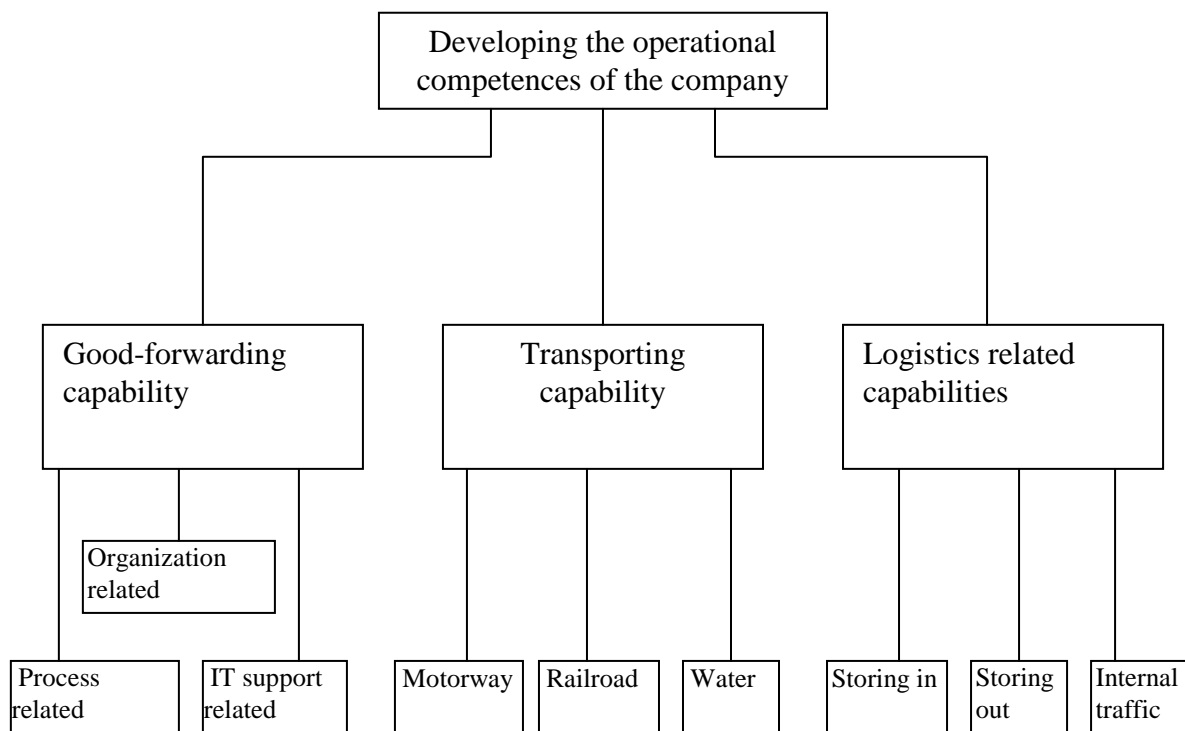 Developing the operational
competences of the company
Good-forwarding
capability
Transporting
capability
Logistics related
capabilities
Organization
related
Process
related
IT support
related
Motorway
Railroad
Water
Storing in
Storing
out
Internal
traffic